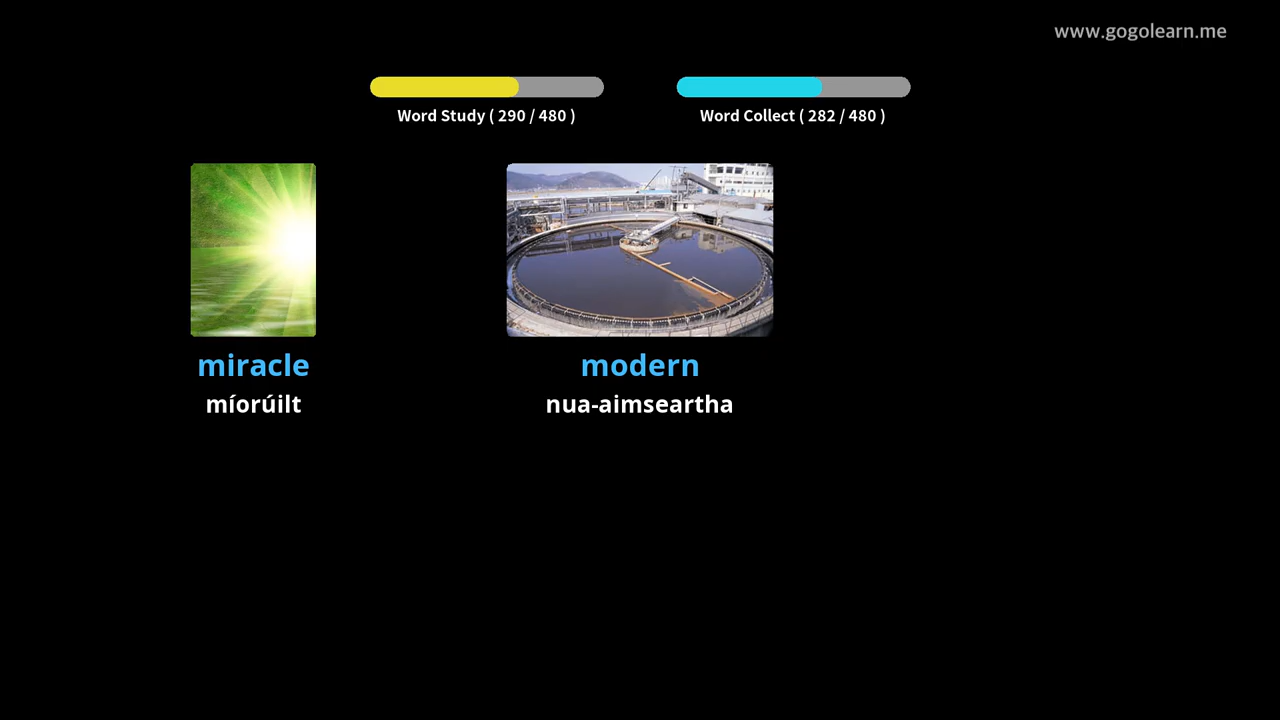 www.gogolearn.me
Word Study ( 290 / 480 )
Word Collect ( 282 / 480 )
miracle
míorúilt
modern
nua-aimseartha